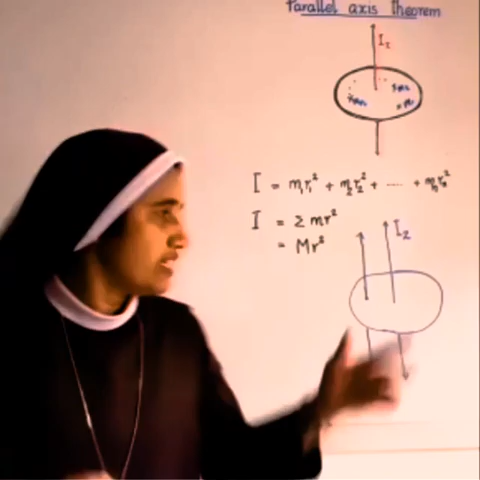 Parallel axis theorem
I₁
I = m₁r₁² + m₂r₂² + ...... + mₙrₙ²
I = Σ mr²
= Mr²
I₂